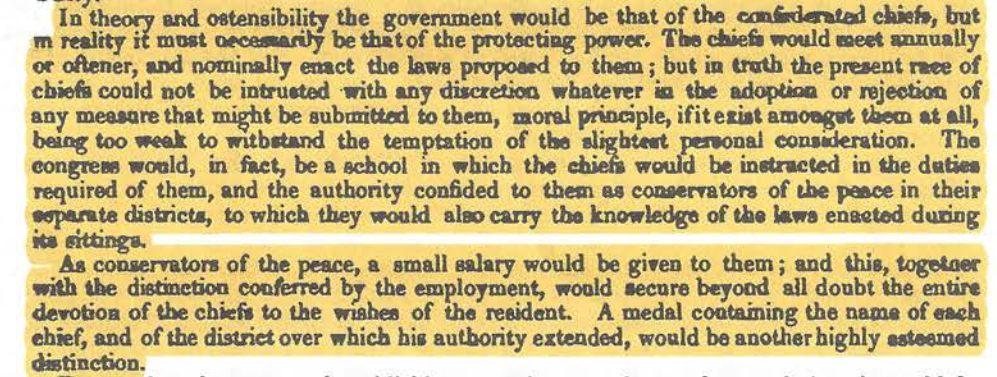 In theory and ostensibility the government would be that of the confederated chiefs, but
in reality it must necessarily be that of the protecting power. The chiefs would meet annually
or oftener, and nominally enact the laws proposed to them; but in truth the present race of
chiefs could not be intrusted with any discretion whatever in the adoption or rejection of
any measure that might be submitted to them, moral principle, if it exist amongst them at all,
being too weak to withstand the temptation of the slightest personal consideration. The
congress would, in fact, be a school in which the chiefs would be instructed in the duties
required of them, and the authority confided to them as conservators of the peace in their
separate districts, to which they would also carry the knowledge of the laws enacted during
its sittings.
As conservators of the peace, a small salary would be given to them; and this, together
with the distinction conferred by the employment, would secure beyond all doubt the entire
devotion of the chiefs to the wishes of the resident. A medal containing the name of each
chief, and of the district over which his authority extended, would be another highly esteemed
distinction.